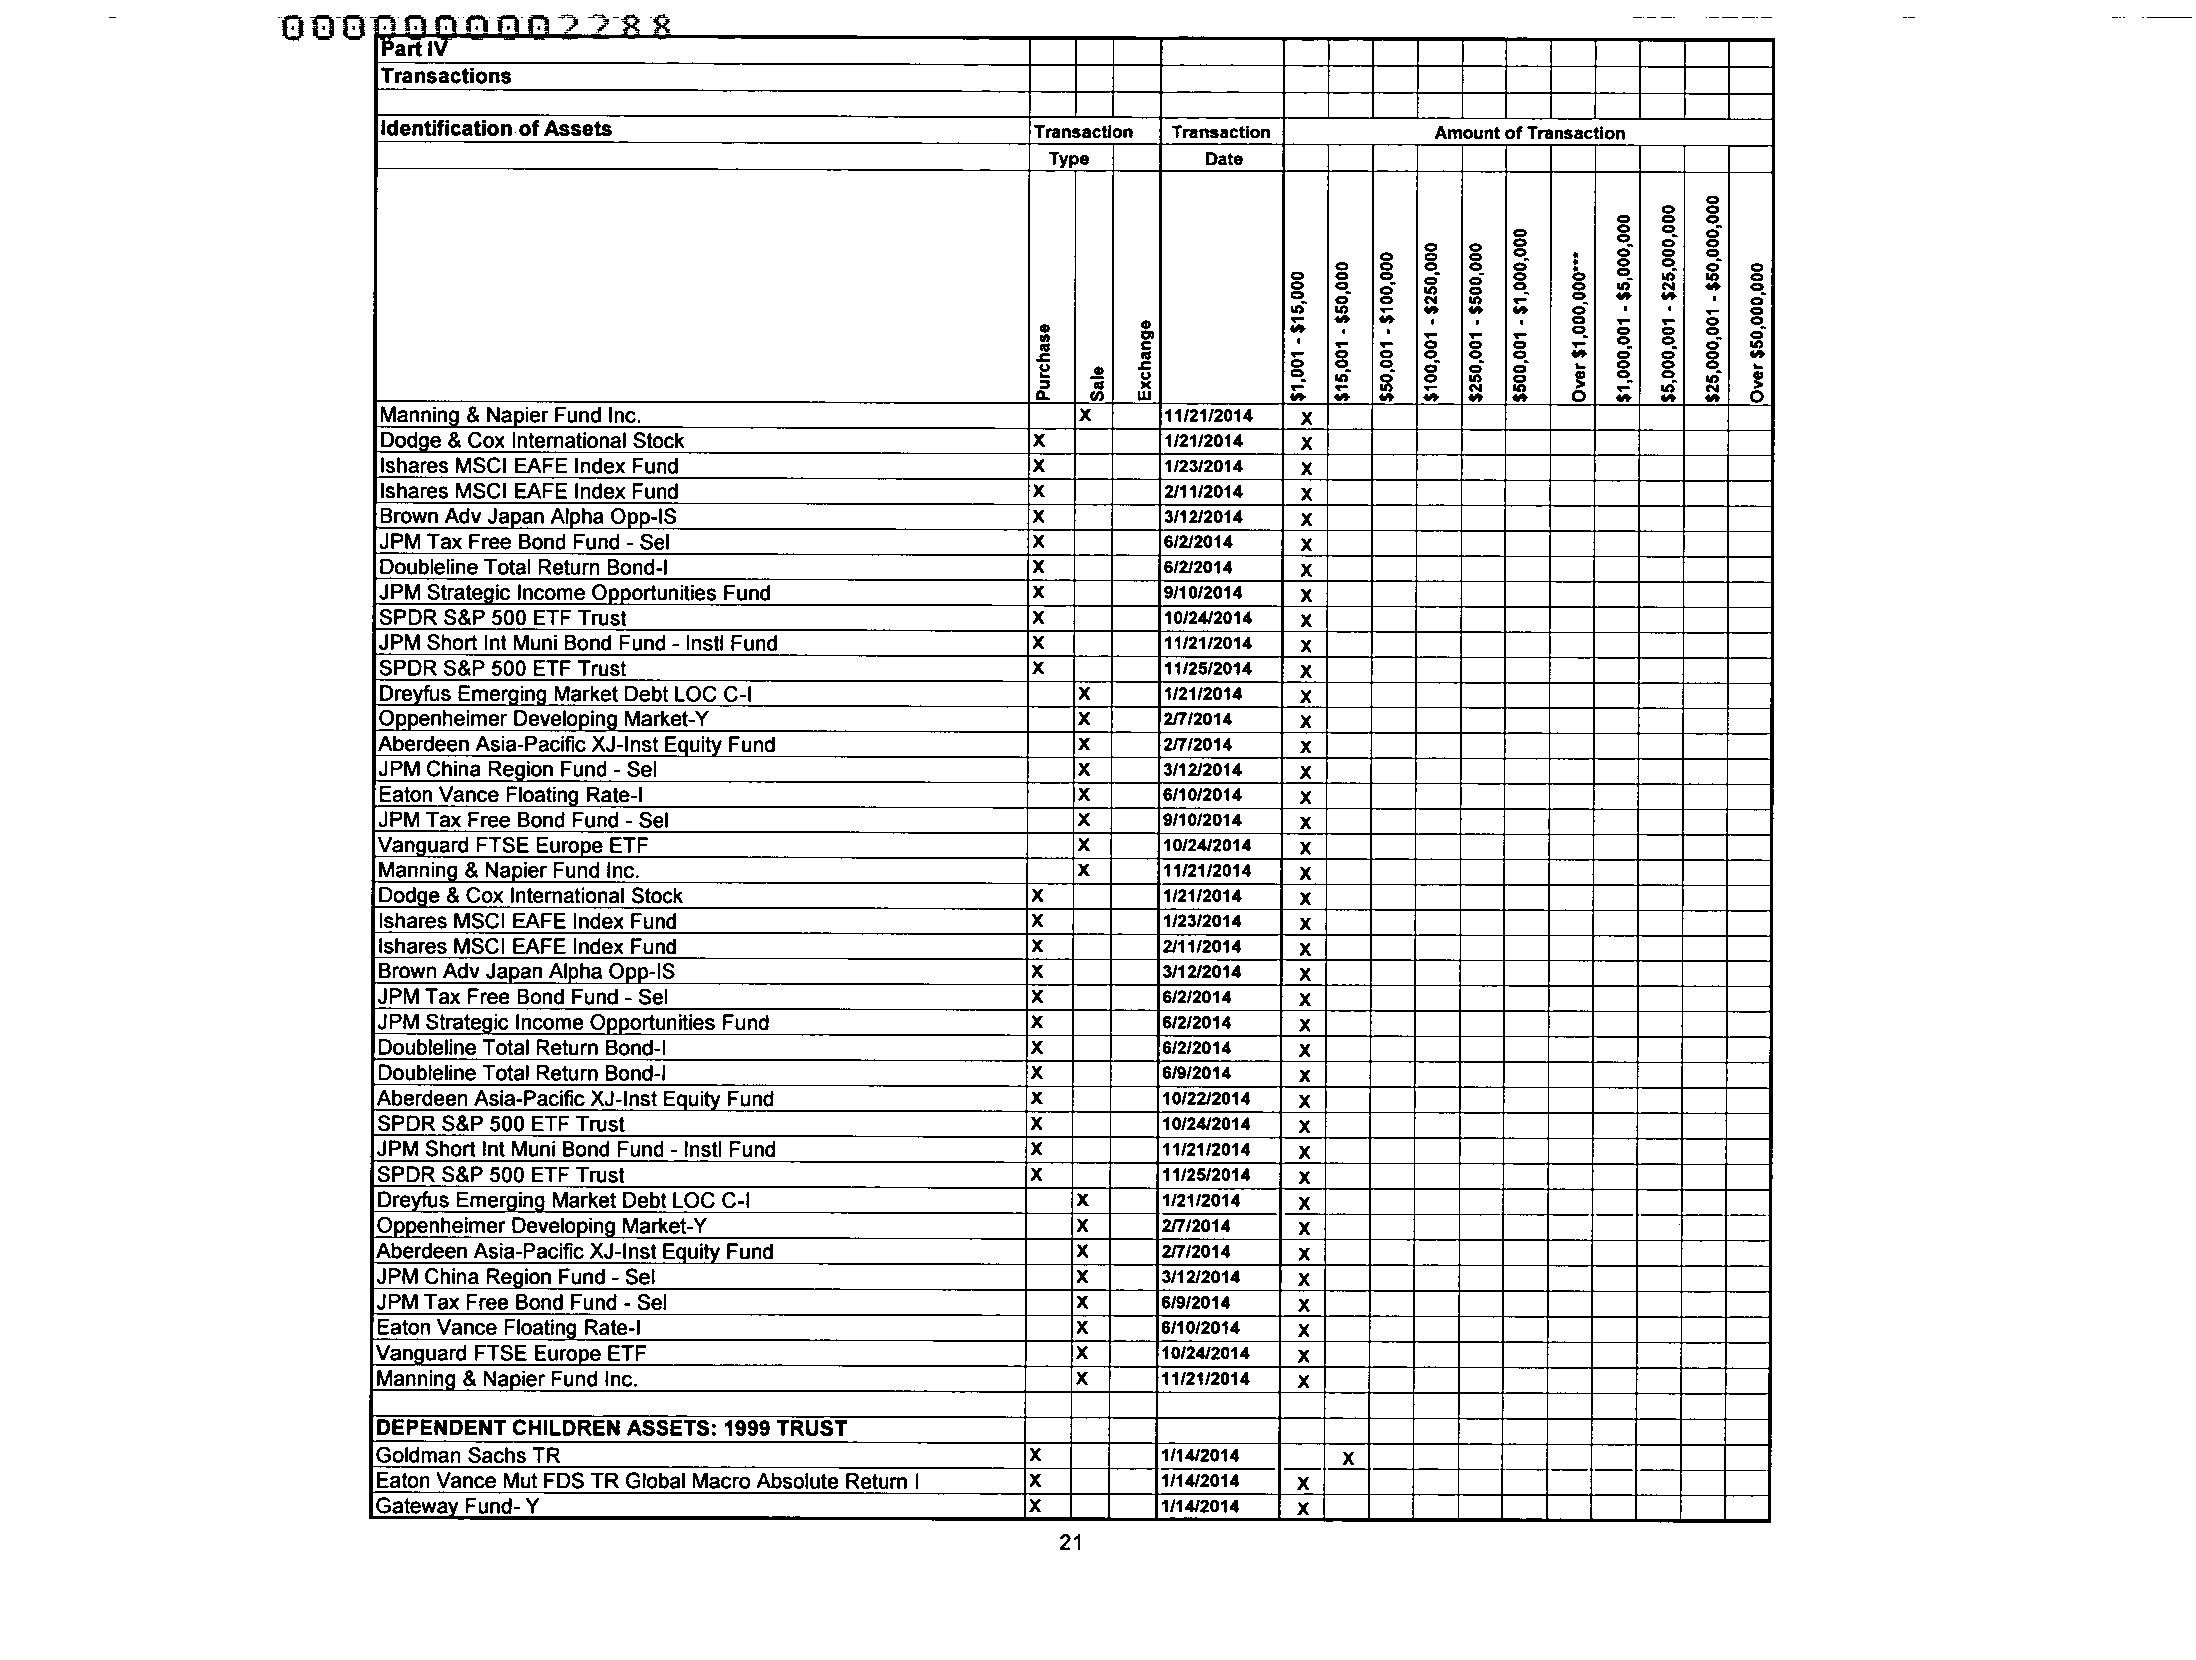 000000002288
Part IV
Transactions
Identification of Assets Transaction Transaction Amount of Transaction
Type Date
Purchase Sale Exchange $1,001 - $15,000 $15,001 - $50,000 $50,001 - $100,000 $100,001 - $250,000 $250,001 - $500,000 $500,001 - $1,000,000 Over $1,000,000*** $1,000,001 - $5,000,000 $5,000,001 - $25,000,000 $25,000,001 - $50,000,000 Over $50,000,000
Manning & Napier Fund Inc. X 11/21/2014 X
Dodge & Cox International Stock X 1/21/2014 X
Ishares MSCI EAFE Index Fund X 1/23/2014 X
Ishares MSCI EAFE Index Fund X 2/11/2014 X
Brown Adv Japan Alpha Opp-IS X 3/12/2014 X
JPM Tax Free Bond Fund - Sel X 6/2/2014 X
Doubleline Total Return Bond-I X 6/2/2014 X
JPM Strategic Income Opportunities Fund X 9/10/2014 X
SPDR S&P 500 ETF Trust X 10/24/2014 X
JPM Short Int Muni Bond Fund - Instl Fund X 11/21/2014 X
SPDR S&P 500 ETF Trust X 11/25/2014 X
Dreyfus Emerging Market Debt LOC C-I X 1/21/2014 X
Oppenheimer Developing Market-Y X 2/7/2014 X
Aberdeen Asia-Pacific XJ-Inst Equity Fund X 2/7/2014 X
JPM China Region Fund - Sel X 3/12/2014 X
Eaton Vance Floating Rate-I X 6/10/2014 X
JPM Tax Free Bond Fund - Sel X 9/10/2014 X
Vanguard FTSE Europe ETF X 10/24/2014 X
Manning & Napier Fund Inc. X 11/21/2014 X
Dodge & Cox International Stock X 1/21/2014 X
Ishares MSCI EAFE Index Fund X 1/23/2014 X
Ishares MSCI EAFE Index Fund X 2/11/2014 X
Brown Adv Japan Alpha Opp-IS X 3/12/2014 X
JPM Tax Free Bond Fund - Sel X 6/2/2014 X
JPM Strategic Income Opportunities Fund X 6/2/2014 X
Doubleline Total Return Bond-I X 6/2/2014 X
Doubleline Total Return Bond-I X 6/9/2014 X
Aberdeen Asia-Pacific XJ-Inst Equity Fund X 10/22/2014 X
SPDR S&P 500 ETF Trust X 10/24/2014 X
JPM Short Int Muni Bond Fund - Instl Fund X 11/21/2014 X
SPDR S&P 500 ETF Trust X 11/25/2014 X
Dreyfus Emerging Market Debt LOC C-I X 1/21/2014 X
Oppenheimer Developing Market-Y X 2/7/2014 X
Aberdeen Asia-Pacific XJ-Inst Equity Fund X 2/7/2014 X
JPM China Region Fund - Sel X 3/12/2014 X
JPM Tax Free Bond Fund - Sel X 6/9/2014 X
Eaton Vance Floating Rate-I X 6/10/2014 X
Vanguard FTSE Europe ETF X 10/24/2014 X
Manning & Napier Fund Inc. X 11/21/2014 X
DEPENDENT CHILDREN ASSETS: 1999 TRUST
Goldman Sachs TR X 1/14/2014 X
Eaton Vance Mut FDS TR Global Macro Absolute Return I X 1/14/2014 X
Gateway Fund- Y X 1/14/2014 X
21